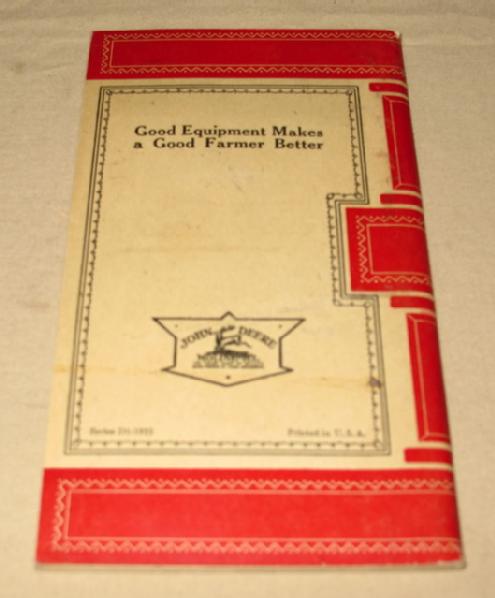 Good Equipment Makes
a Good Farmer Better
JOHN DEERE
Printed in U. S. A.